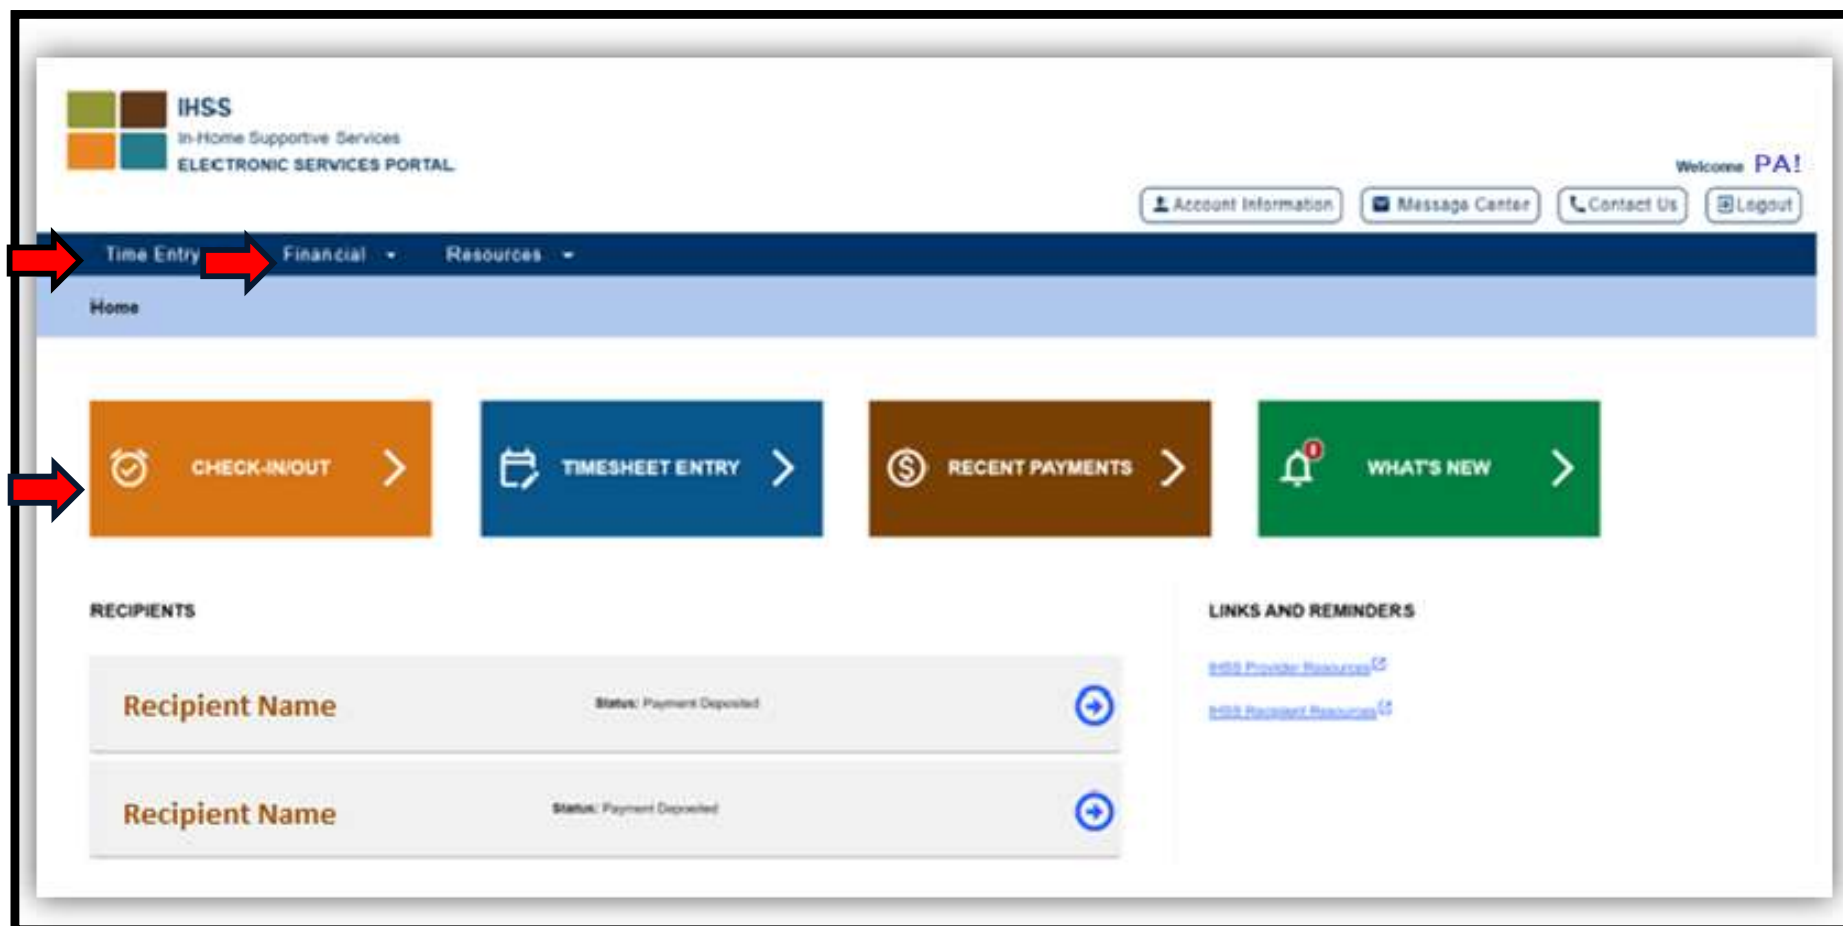 IHSS
In-Home Supportive Services
ELECTRONIC SERVICES PORTAL
Welcome PA!
Account Information Message Center Contact Us Logout
Time Entry Financial Resources
Home
CHECK-IN/OUT TIMESHEET ENTRY RECENT PAYMENTS WHAT'S NEW
RECIPIENTS LINKS AND REMINDERS
IHSS Provider Resources
Recipient Name Status: Payment Deposited
IHSS Recipient Resources
Recipient Name Status: Payment Deposited